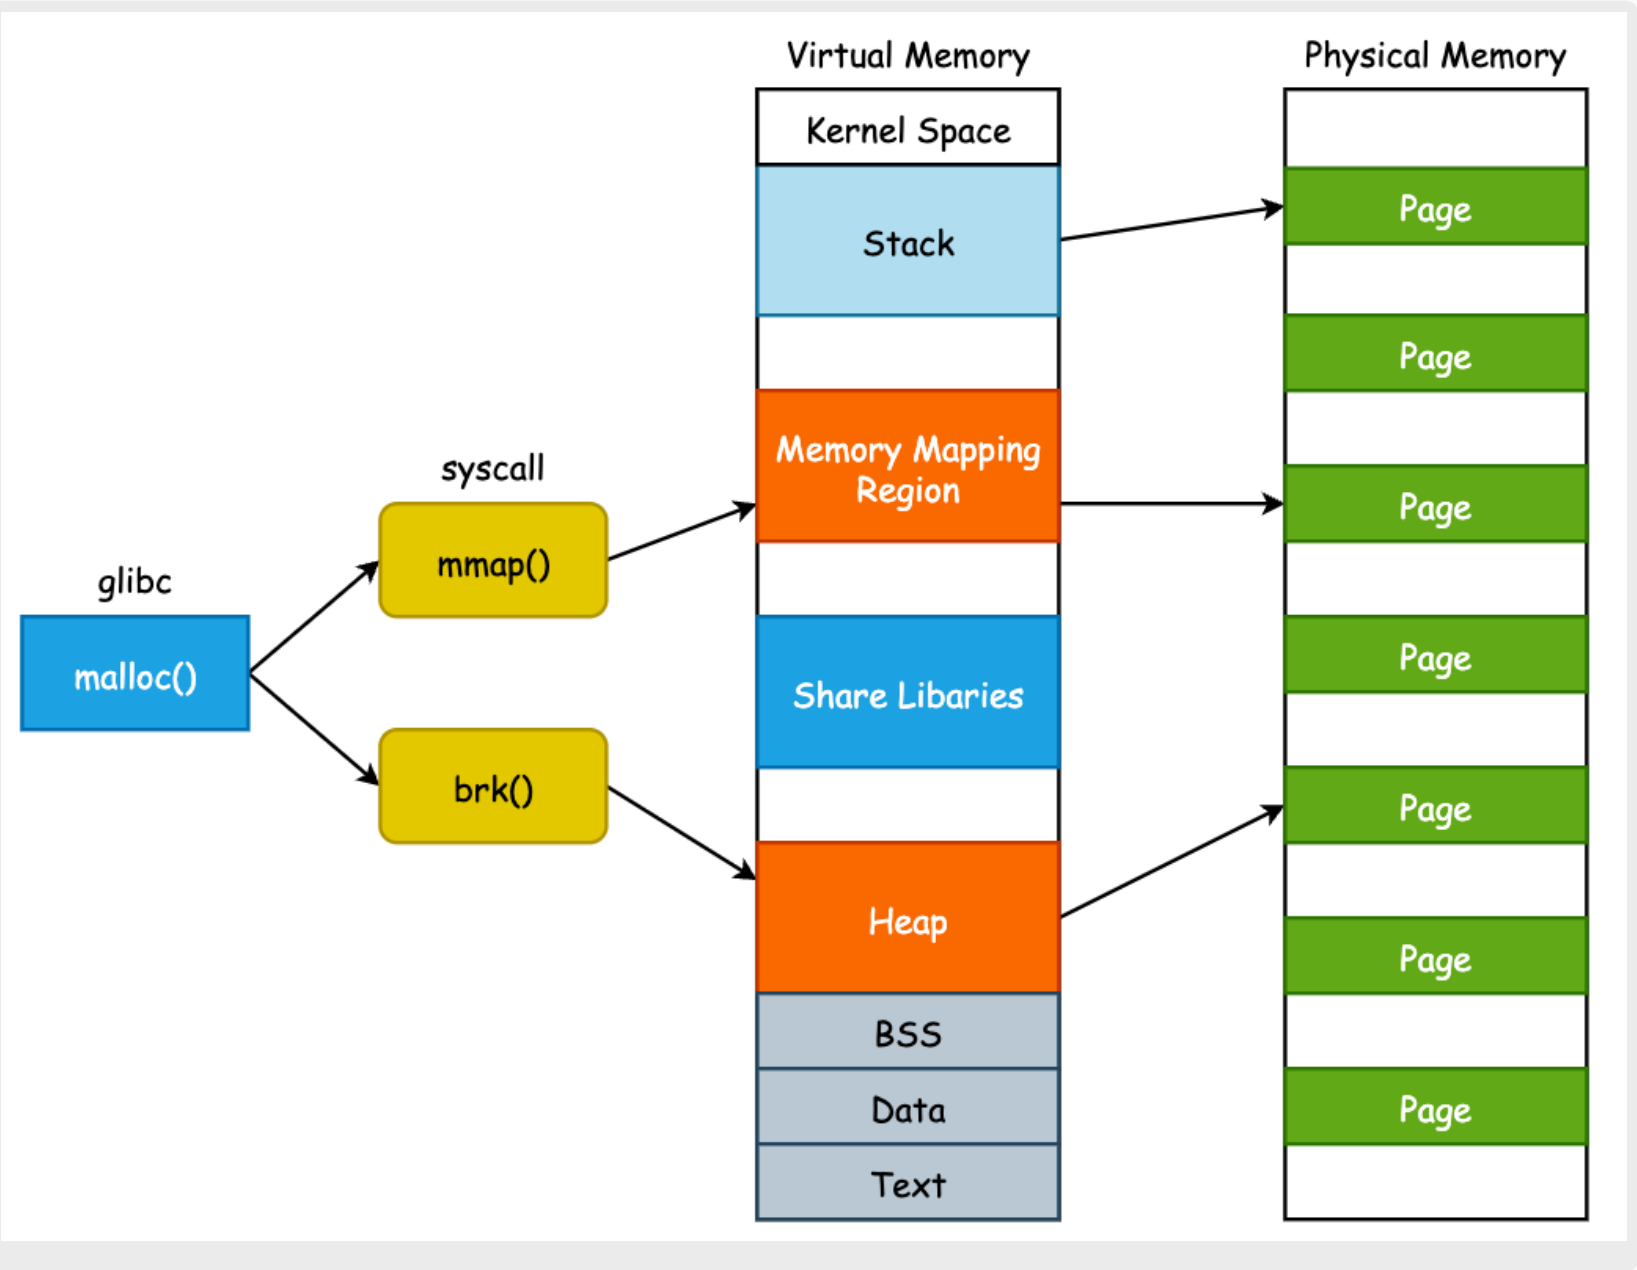 Virtual Memory
Physical Memory
Kernel Space
Stack
Page
Page
Memory Mapping
Region
syscall
mmap()
Page
glibc
malloc()
Share Libaries
Page
brk()
Page
Heap
Page
BSS
Data
Page
Text